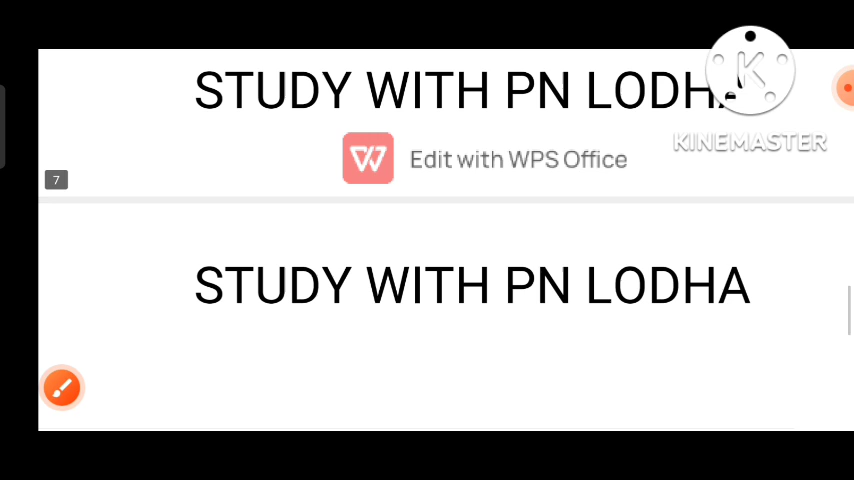 STUDY WITH PN LODHA
KINEMASTER
Edit with WPS Office
7
STUDY WITH PN LODHA